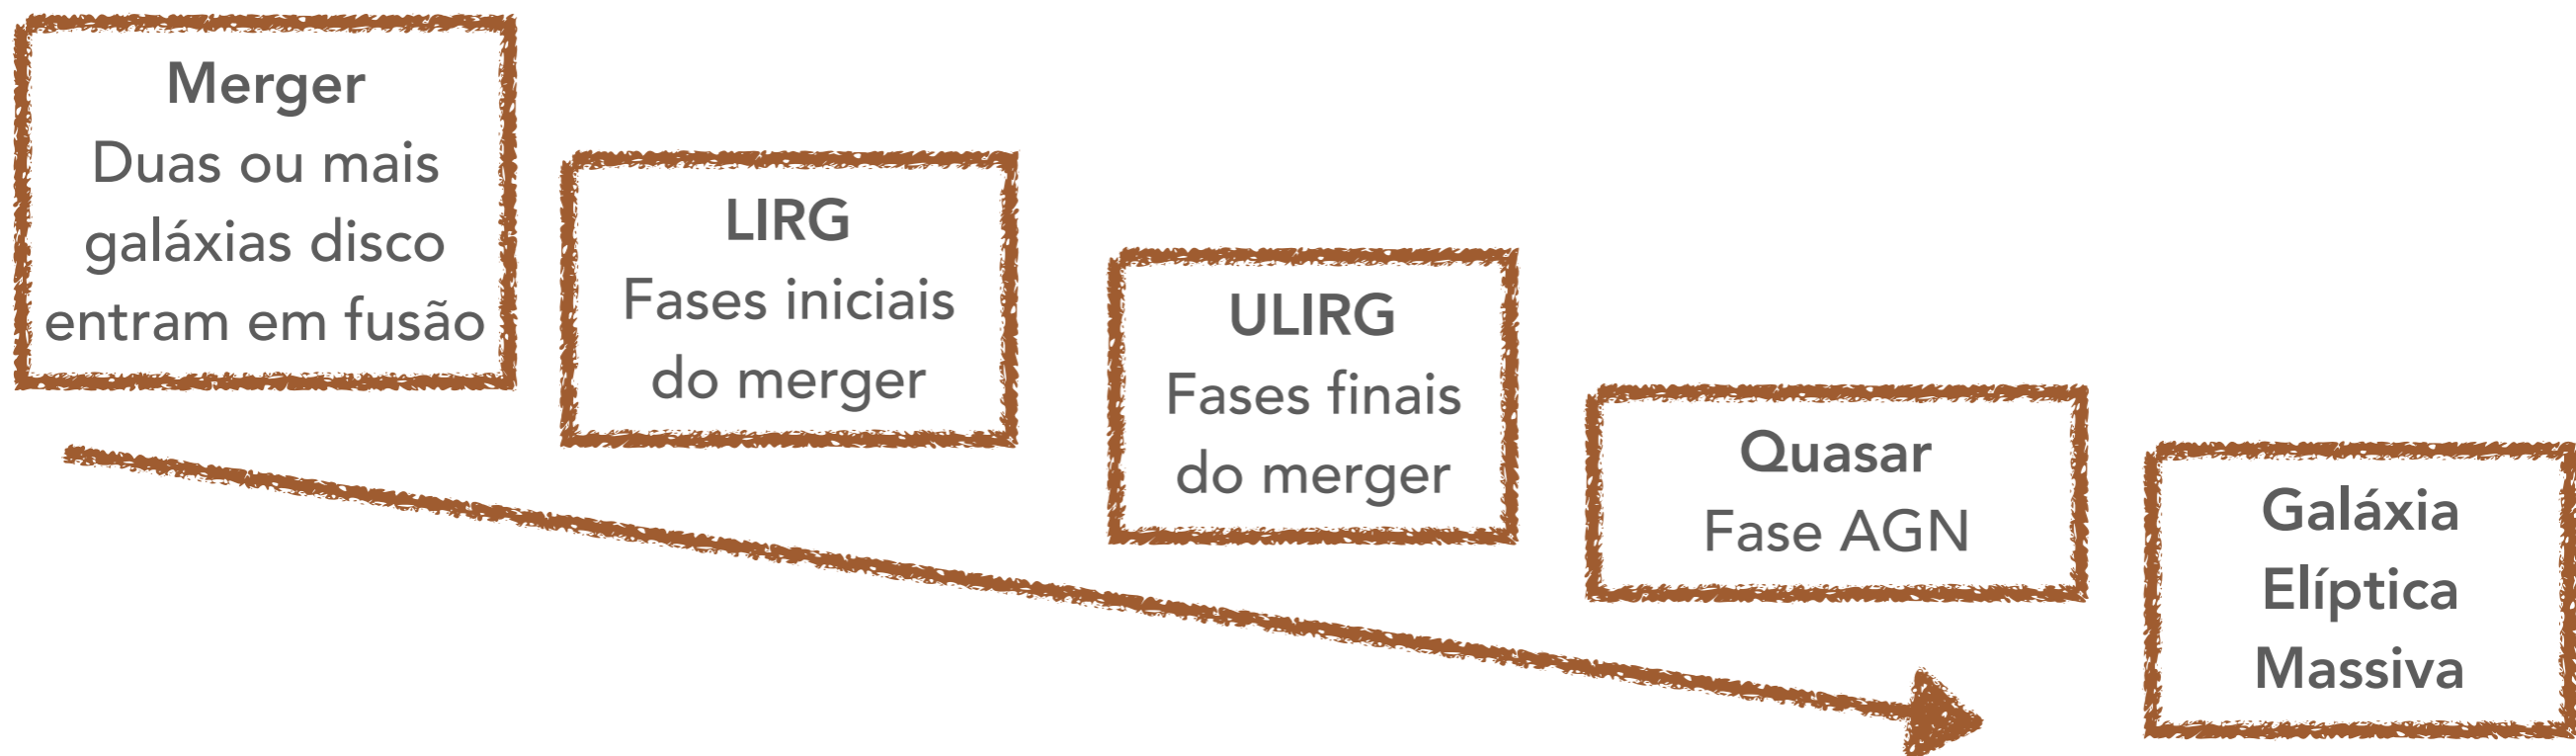 Merger
Duas ou mais
galáxias disco
entram em fusão
LIRG
Fases iniciais
do merger
ULIRG
Fases finais
do merger
Quasar
Fase AGN
Galáxia
Elíptica
Massiva